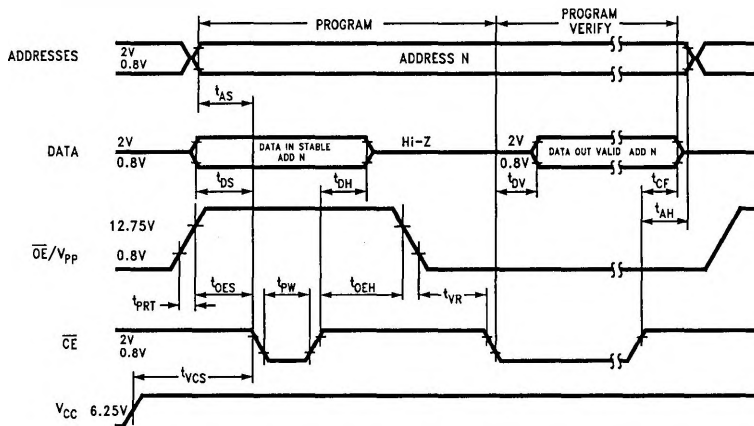 PROGRAM
PROGRAM
VERIFY
ADDRESSES
2V
0.8V
ADDRESS N
tAS
DATA
2V
0.8V
DATA IN STABLE
ADD N
Hi-Z
2V
0.8V
DATA OUT VALID ADD N
tDS
tDH
tDV
tCF
tAH
12.75V
OE/VPP
0.8V
tPRT
tOES
tPW
tOEH
tVR
CE
2V
0.8V
tVCS
VCC
6.25V